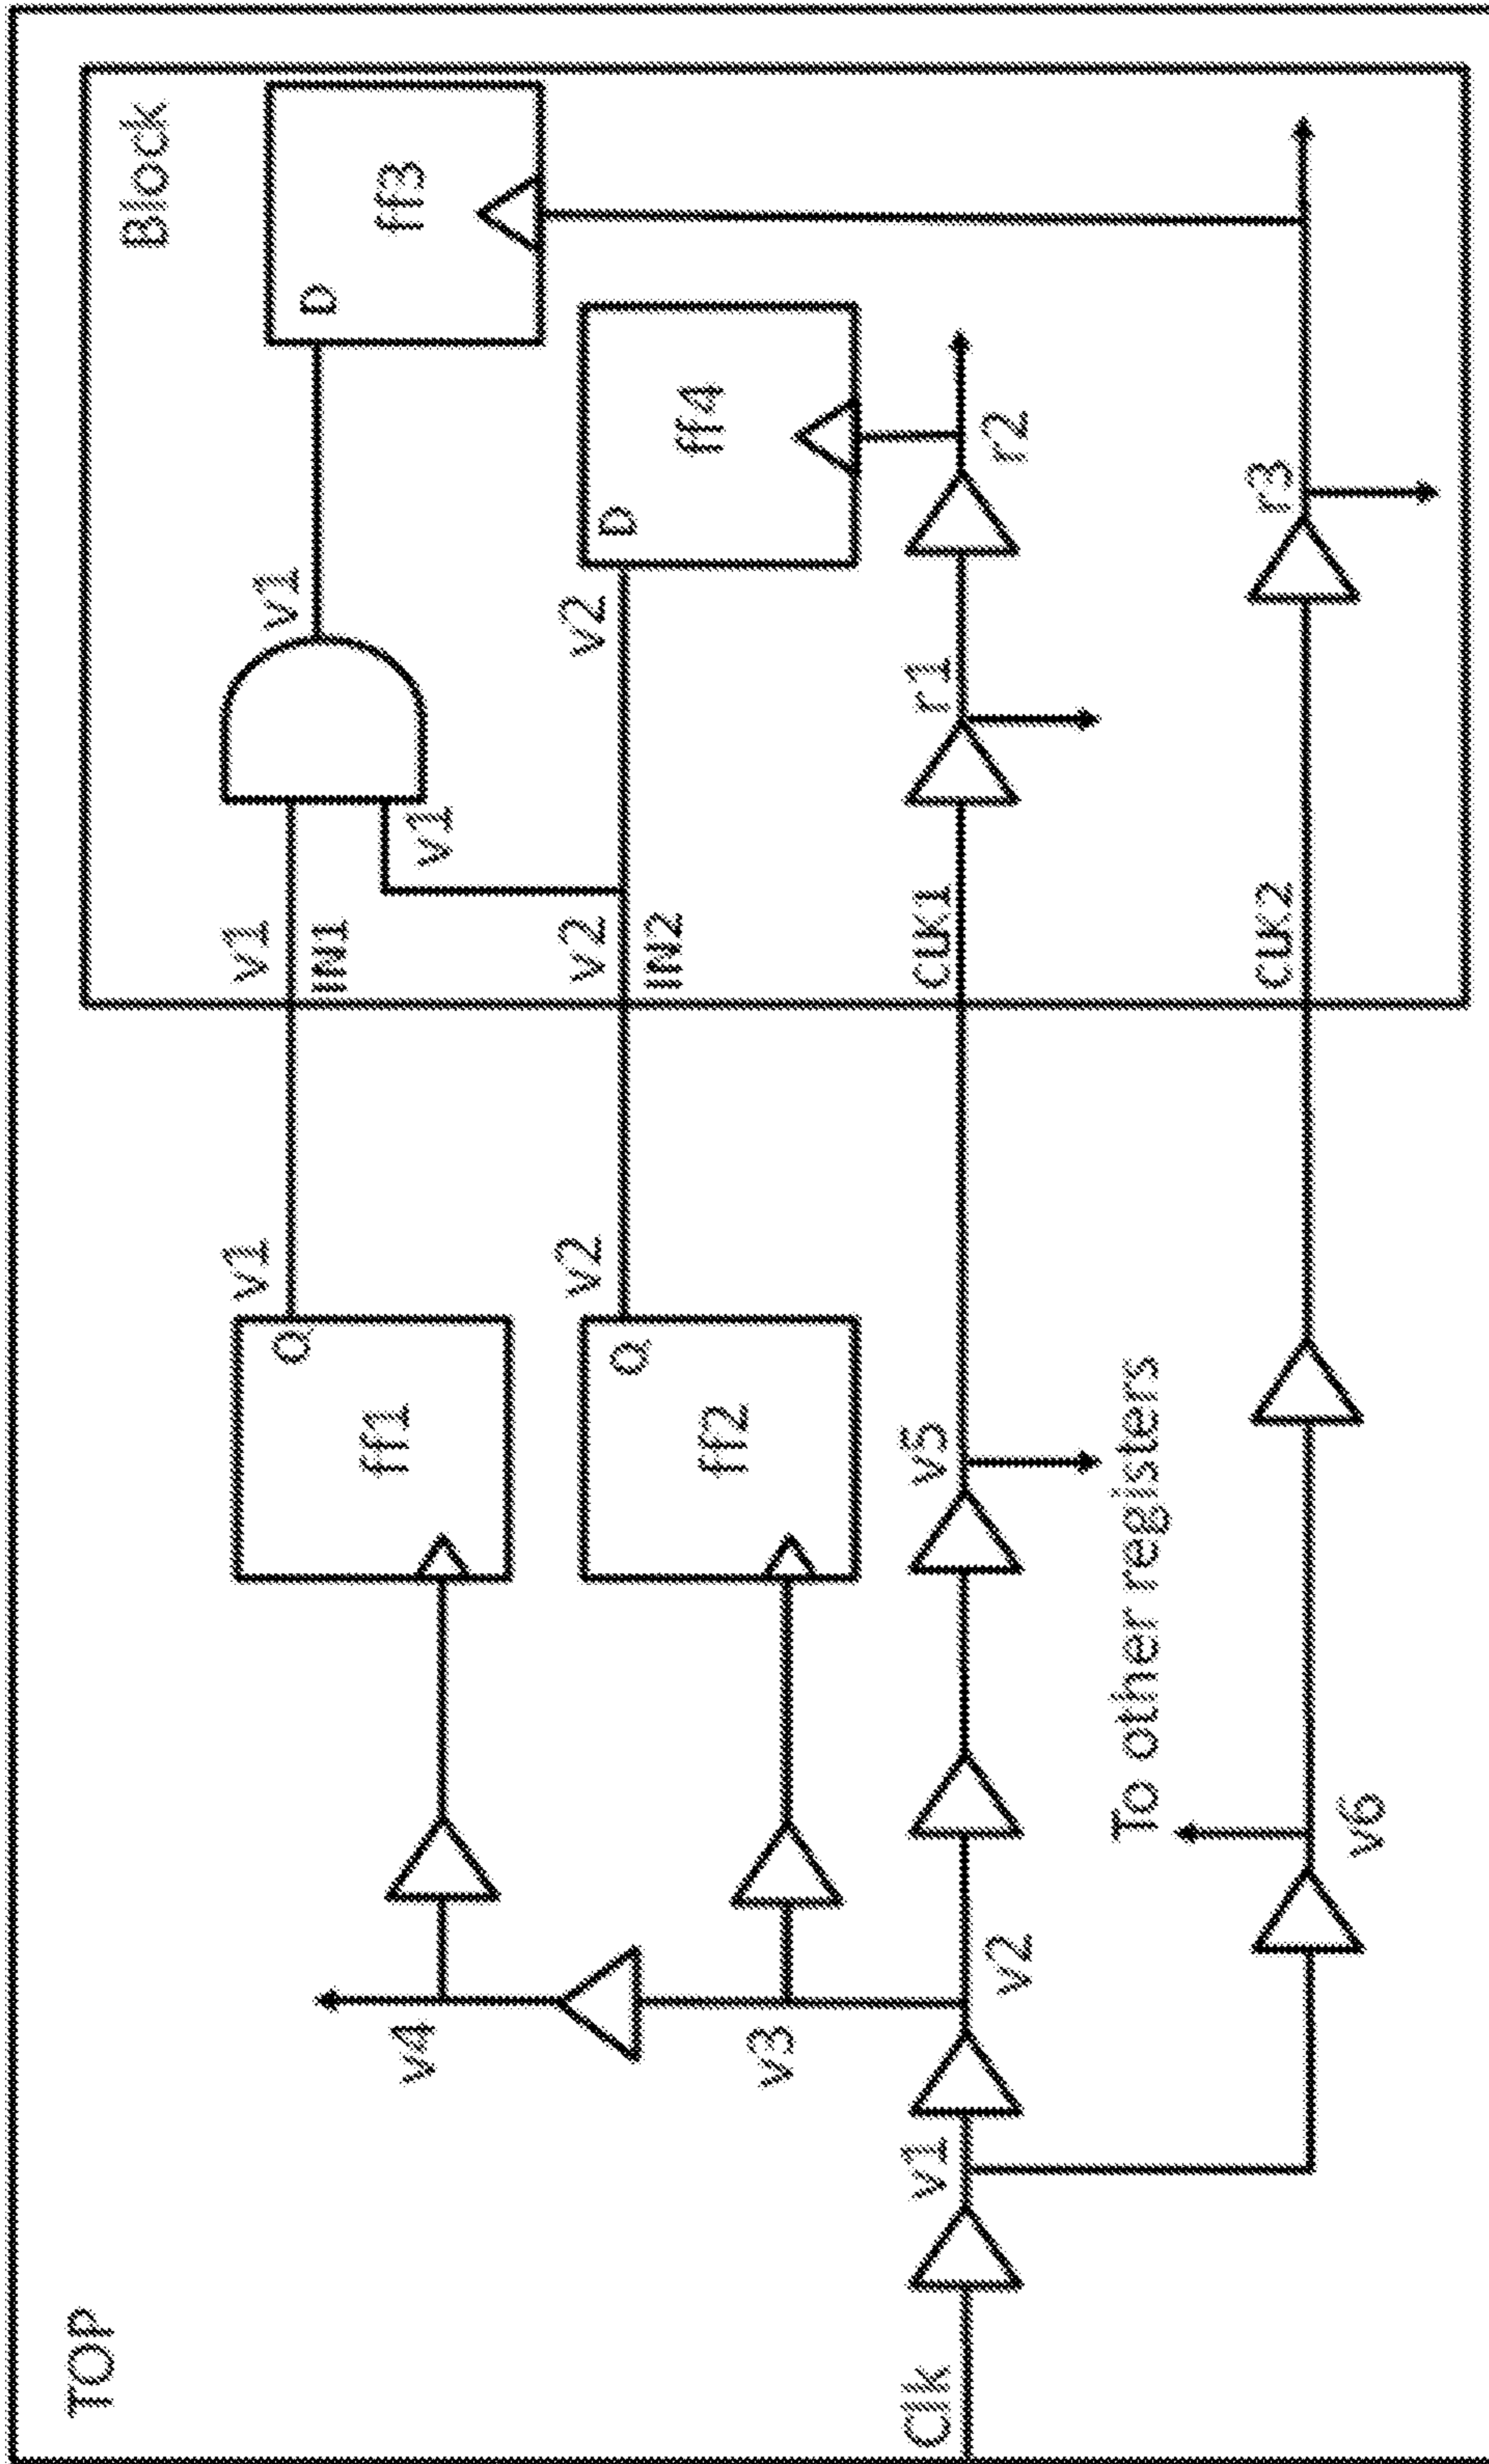 TOP
Block
v1
v1
IN1
v1
v1
D
ff3
Q
ff1
v2
v2
IN2
v2
D
ff4
Q
ff2
v4
v3
Clk
v1
v2
v5
CLK1
r1
r2
To other registers
v6
CLK2
r3